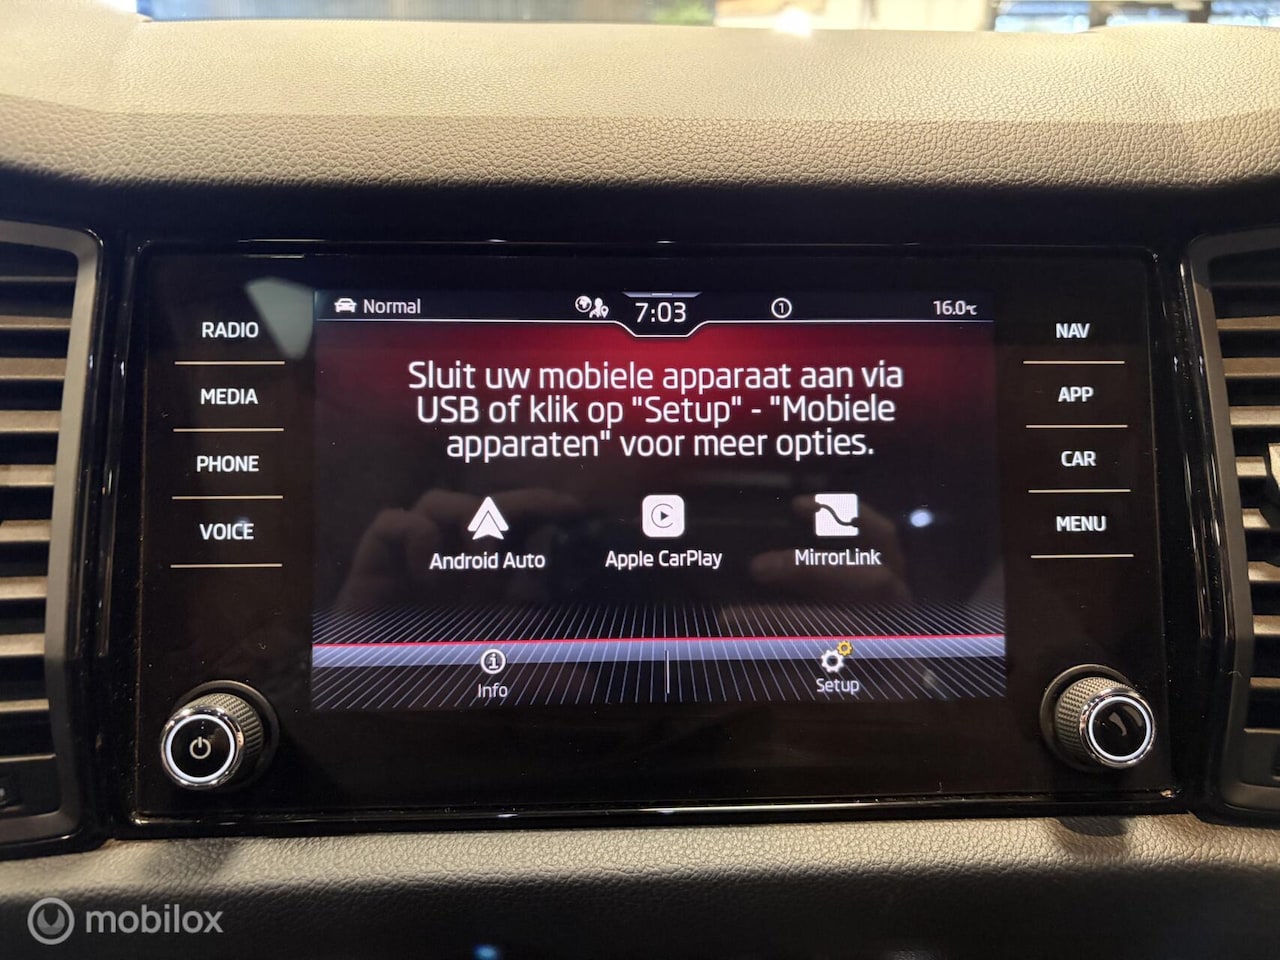 Normal 7:03 1 16.0°C
RADIO
MEDIA
PHONE
VOICE
Sluit uw mobiele apparaat aan via
USB of klik op "Setup" - "Mobiele
apparaten" voor meer opties.
Android Auto Apple CarPlay MirrorLink
Info Setup
NAV
APP
CAR
MENU
mobilox